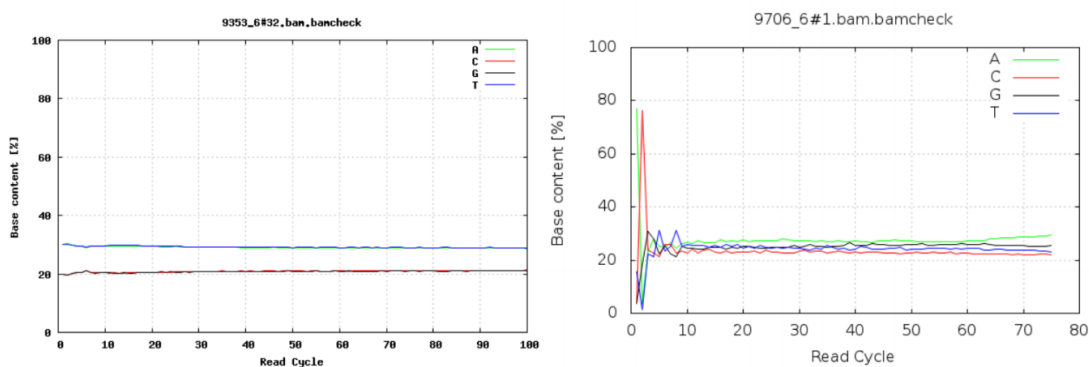 9353_6#32.bam.bamcheck
100
80
60
40
20
0
Base content [%]
A
C
G
T
0 10 20 30 40 50 60 70 80 90 100
Read Cycle
9706_6#1.bam.bamcheck
100
80
60
40
20
0
Base content [%]
A
C
G
T
0 10 20 30 40 50 60 70 80
Read Cycle